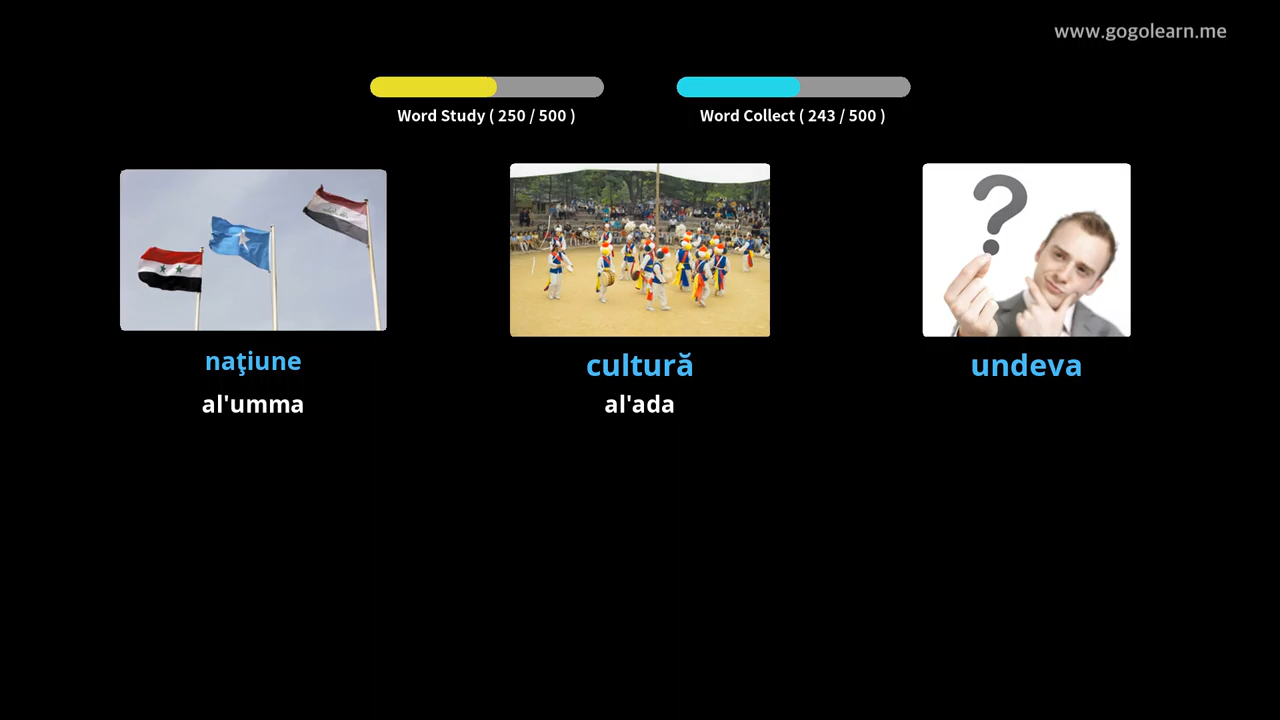 www.gogolearn.me
Word Study ( 250 / 500 )
Word Collect ( 243 / 500 )
naţiune
al'umma
cultură
al'ada
undeva